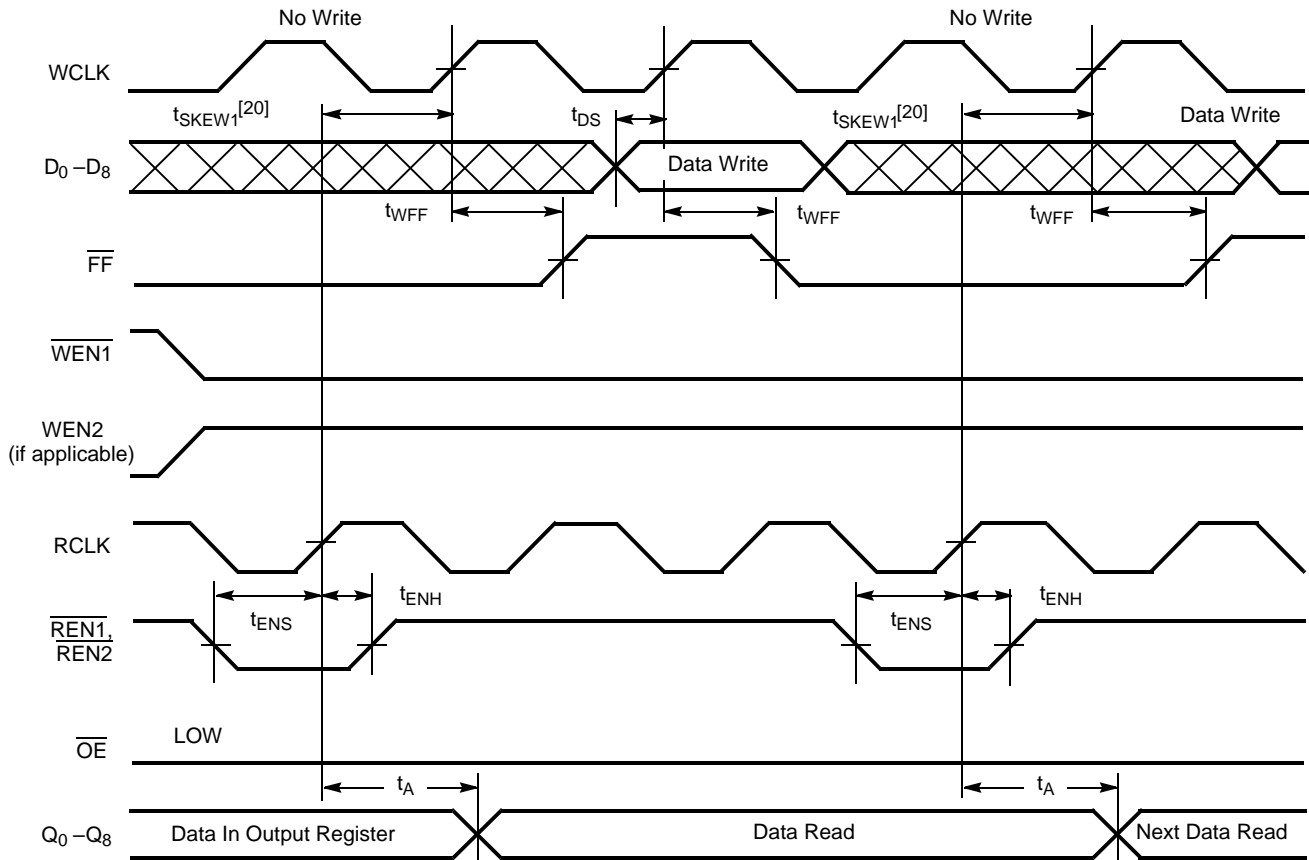 No Write No Write
WCLK
tSKEW1[20] tDS tSKEW1[20] Data Write
D0 –D8 Data Write
tWFF tWFF tWFF
FF
WEN1
WEN2
(if applicable)
RCLK
tENH tENH
tENS tENS
REN1,
REN2
LOW
OE
tA tA
Q0 –Q8 Data In Output Register Data Read Next Data Read